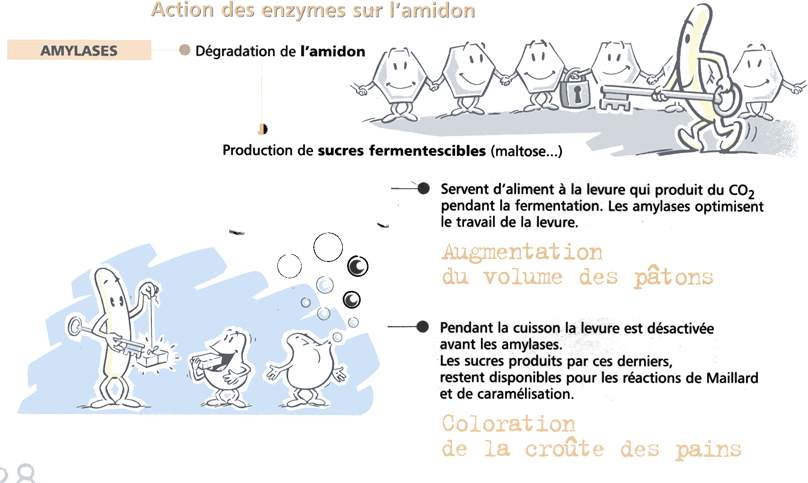 Action des enzymes sur l'amidon
AMYLASES
Dégradation de l'amidon
Production de sucres fermentescibles (maltose...)
Servent d'aliment à la levure qui produit du CO2
pendant la fermentation. Les amylases optimisent
le travail de la levure.
Augmentation
du volume des pâtons
Pendant la cuisson la levure est désactivée
avant les amylases.
Les sucres produits par ces derniers,
restent disponibles pour les réactions de Maillard
et de caramélisation.
Coloration
de la croûte des pains